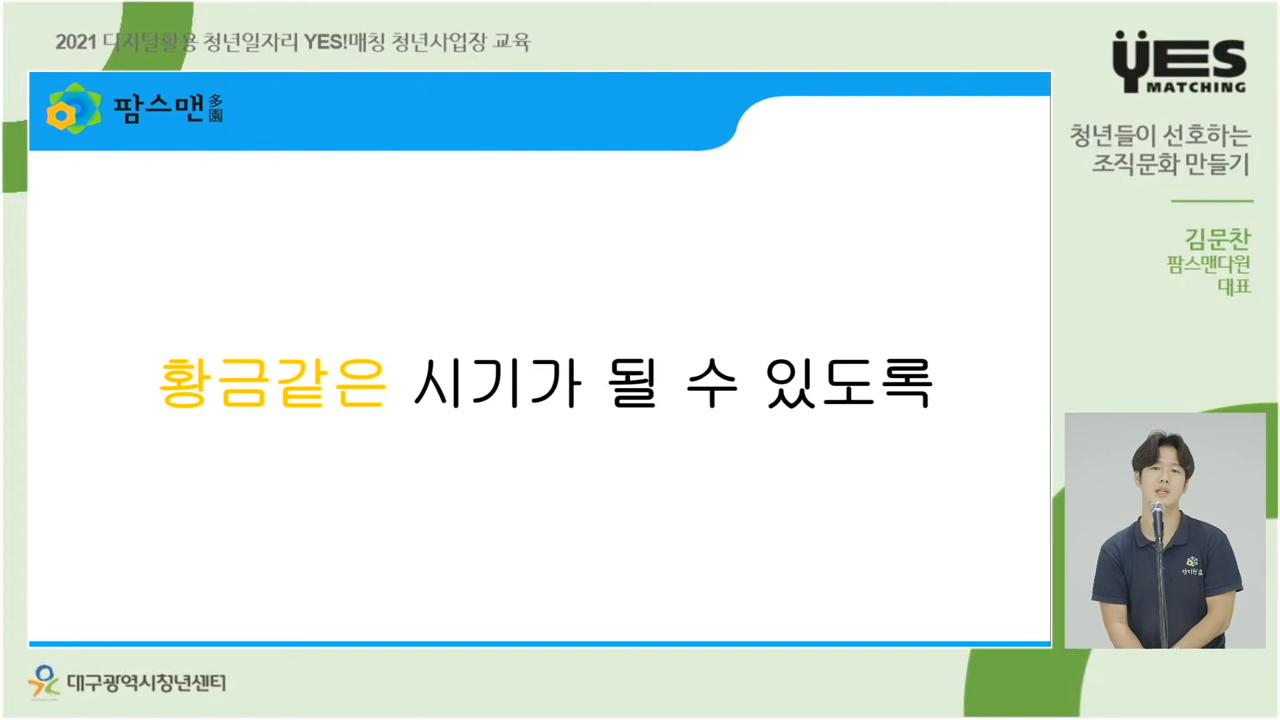 2021 디지털활용 청년일자리 YES!매칭 청년사업장 교육
YES
MATCHING
팜스맨 多園
청년들이 선호하는
조직문화 만들기
김문찬
팜스맨다원
대표
황금같은 시기가 될 수 있도록
대구광역시청년센터